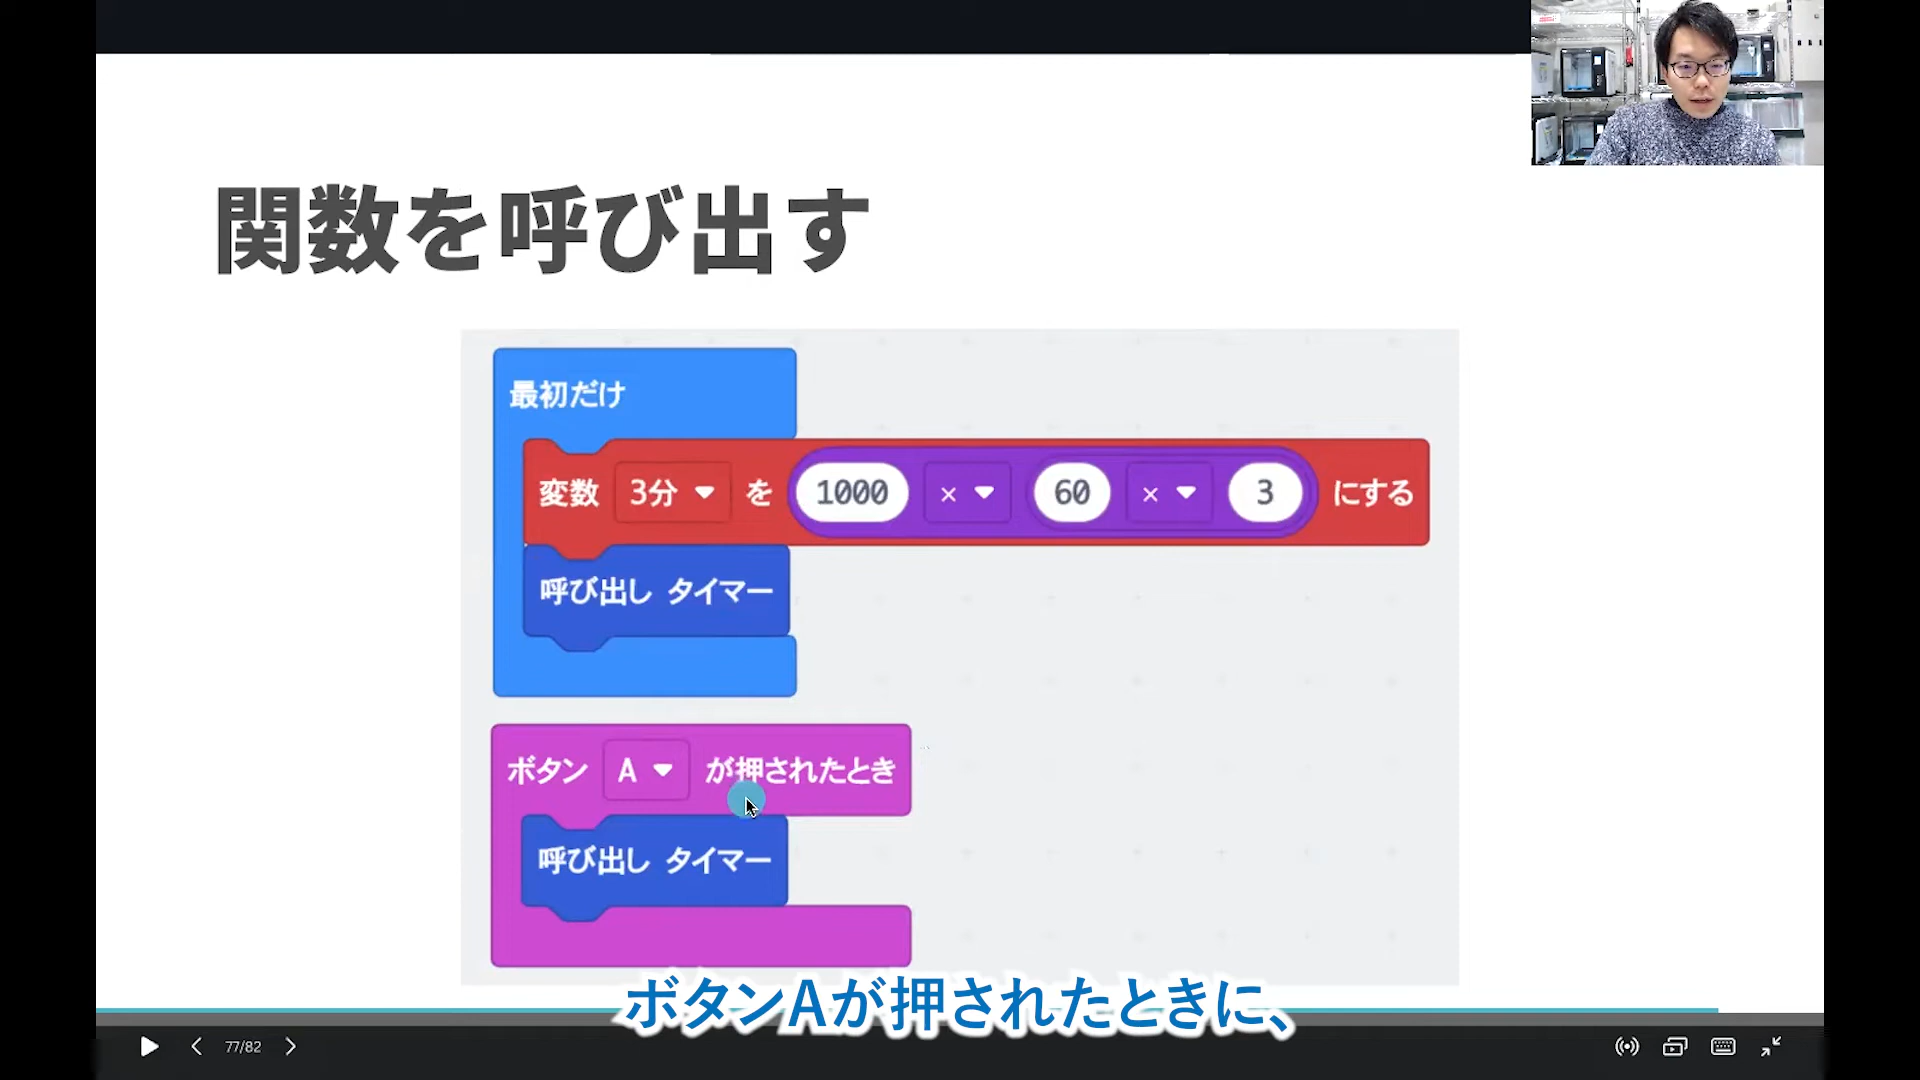 関数を呼び出す
最初だけ
変数 3分 を 1000 × 60 × 3 にする
呼び出し タイマー
ボタン A が押されたとき
呼び出し タイマー
ボタンAが押されたときに、
77/82